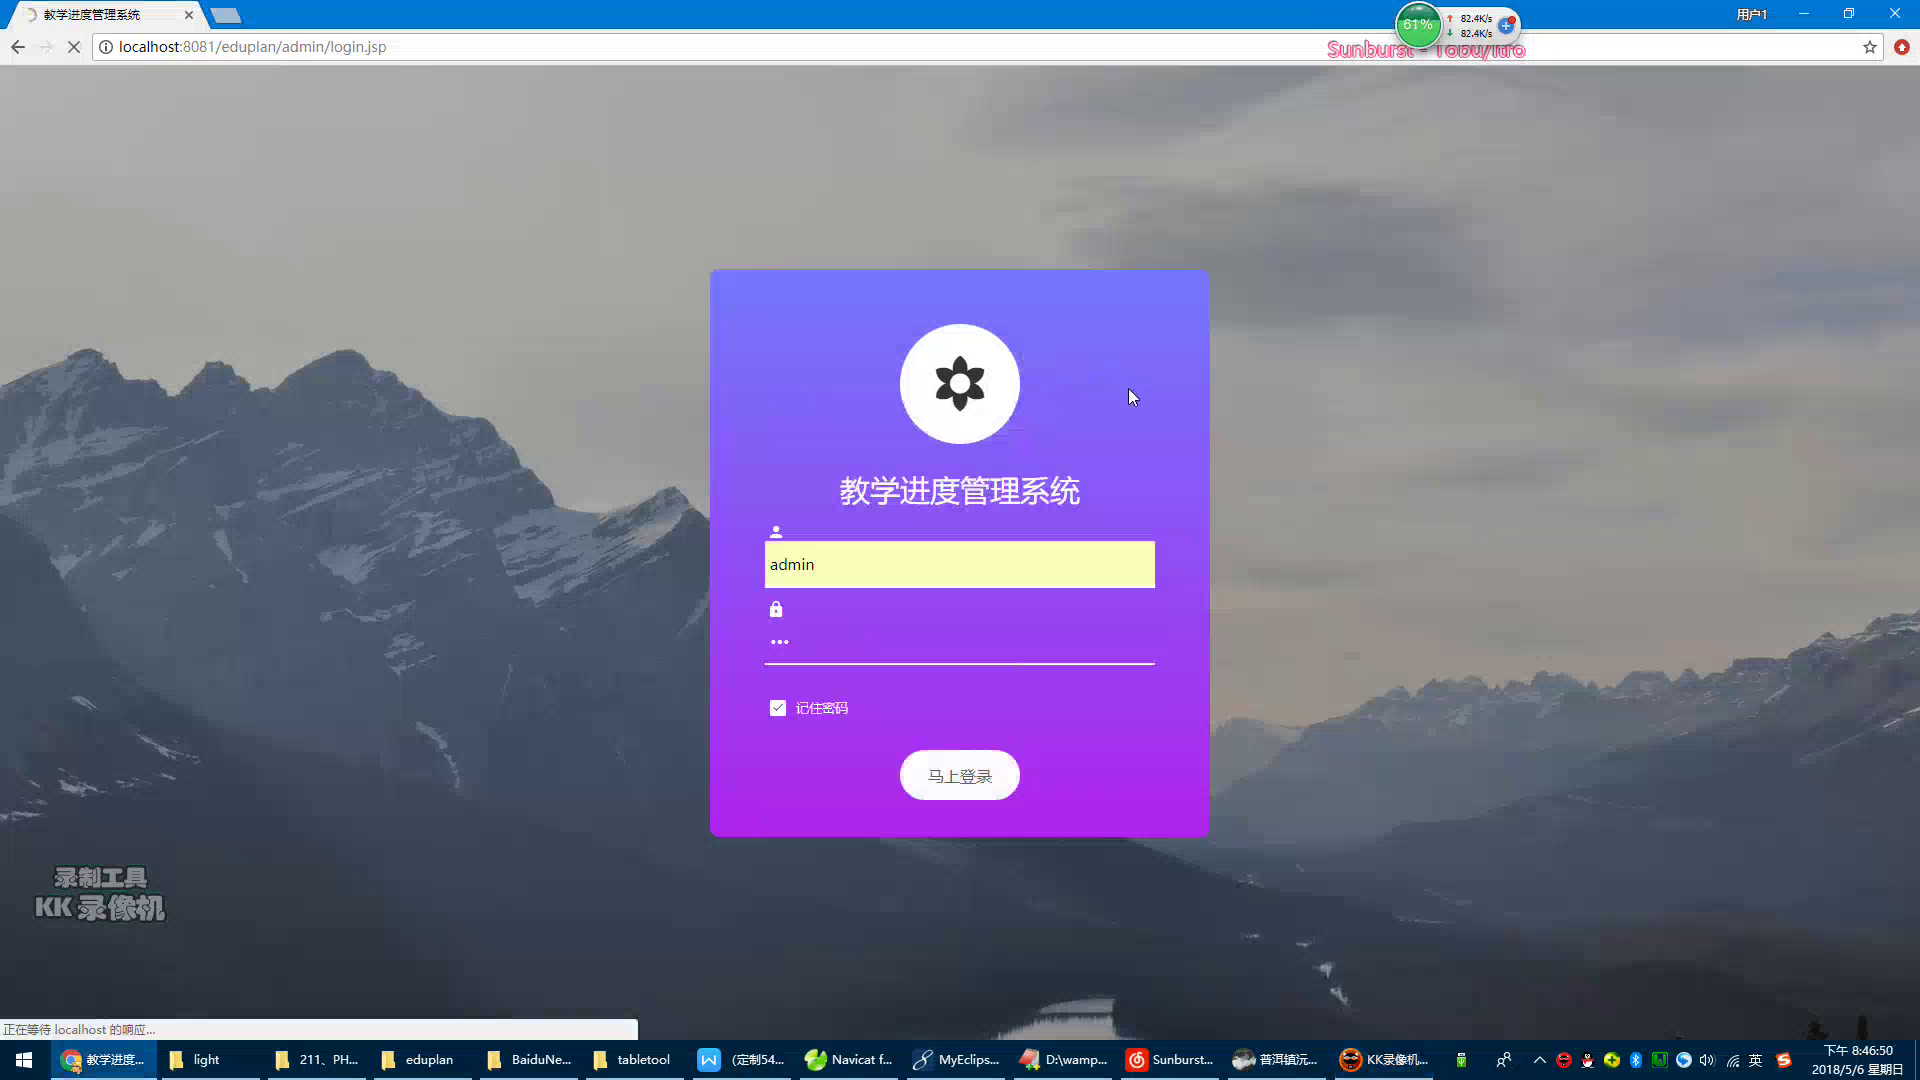 教学进度管理系统
用户1
61%
82.4K/s
82.4K/s
localhost:8081/eduplan/admin/login.jsp
Sunburst - Tobu/Itro
教学进度管理系统
admin
•••
记住密码
马上登录
录制工具
KK 录像机
正在等待 localhost 的响应...
教学进度...
light
211、PH...
eduplan
BaiduNe...
tabletool
(定制54...
Navicat f...
MyEclips...
D:\wamp...
Sunburst...
普洱镇沅...
KK录像机...
英
下午 8:46:50
2018/5/6 星期日